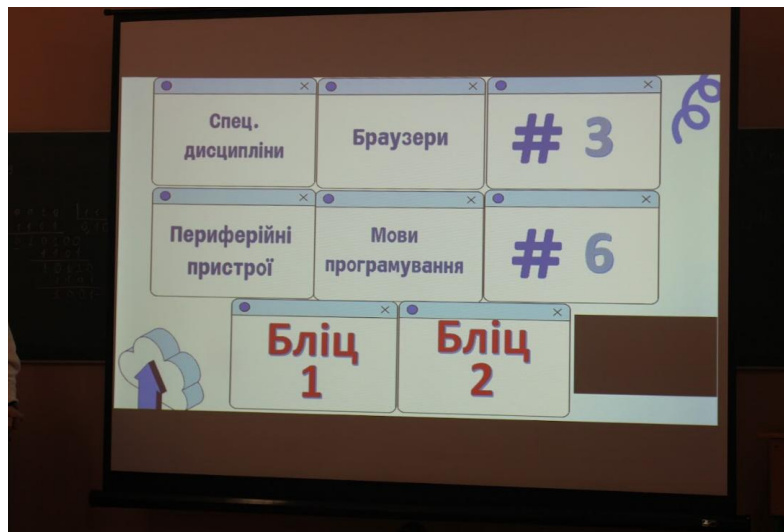 Спец.
дисципліни
Браузери
# 3
Периферійні
пристрої
Мови
програмування
# 6
Бліц
1
Бліц
2